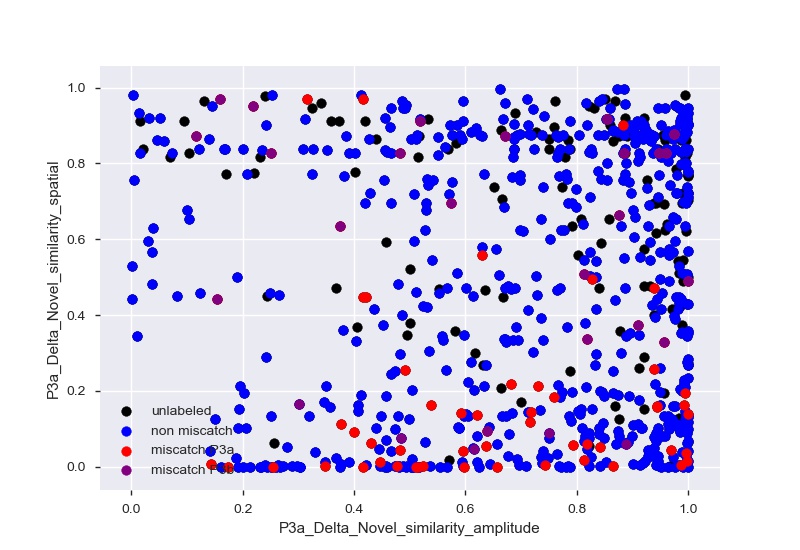 1.0
0.8
0.6
0.4
0.2
0.0
P3a_Delta_Novel_similarity_spatial
unlabeled
non miscatch
miscatch P3a
miscatch P3b
0.0 0.2 0.4 0.6 0.8 1.0
P3a_Delta_Novel_similarity_amplitude